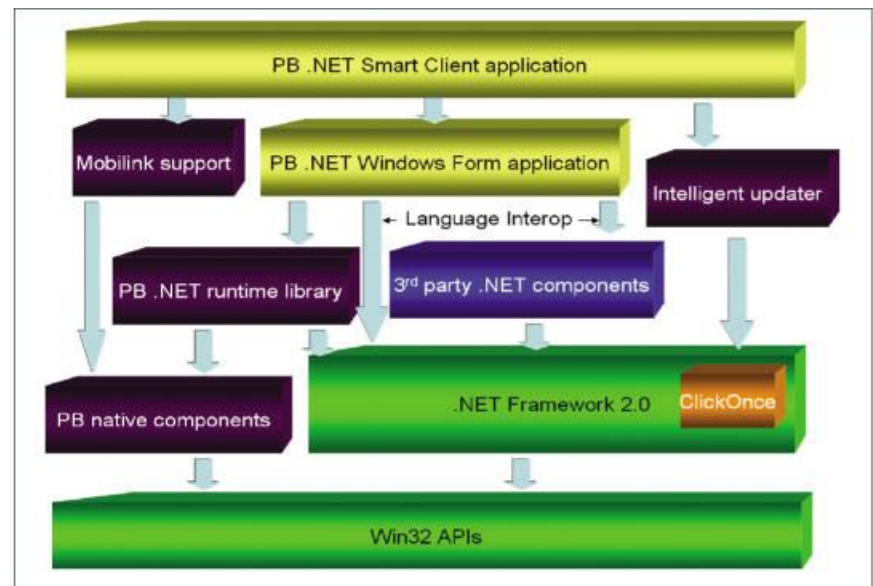 PB .NET Smart Client application
Mobilink support
PB .NET Windows Form application
Intelligent updater
Language Interop
PB .NET runtime library
3rd party .NET components
PB native components
.NET Framework 2.0
ClickOnce
Win32 APIs